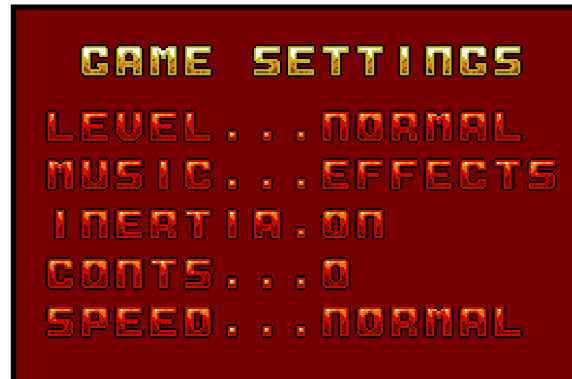 GAME SETTINGS
LEVEL...NORMAL
MUSIC...EFFECTS
INERTIA.ON
CONTS...0
SPEED...NORMAL